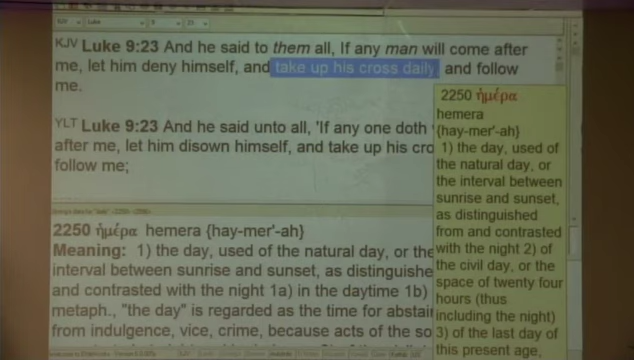 KJV Luke 9:23 And he said to them all, If any man will come after
me, let him deny himself, and take up his cross daily, and follow
me.
YLT Luke 9:23 And he said unto all, 'If any one doth
after me, let him disown himself, and take up his cro
follow me;
2250 ἡμέρα hemera {hay-mer'-ah}
Meaning: 1) the day, used of the natural day, or the
interval between sunrise and sunset, as distinguishe
and contrasted with the night 1a) in the daytime 1b)
metaph., "the day" is regarded as the time for abstai
from indulgence, vice, crime, because acts of the so
2250 ἡμέρα
hemera
{hay-mer'-ah}
1) the day, used of
the natural day, or
the interval between
sunrise and sunset,
as distinguished
from and contrasted
with the night 2) of
the civil day, or the
space of twenty four
hours (thus
including the night)
3) of the last day of
this present age,